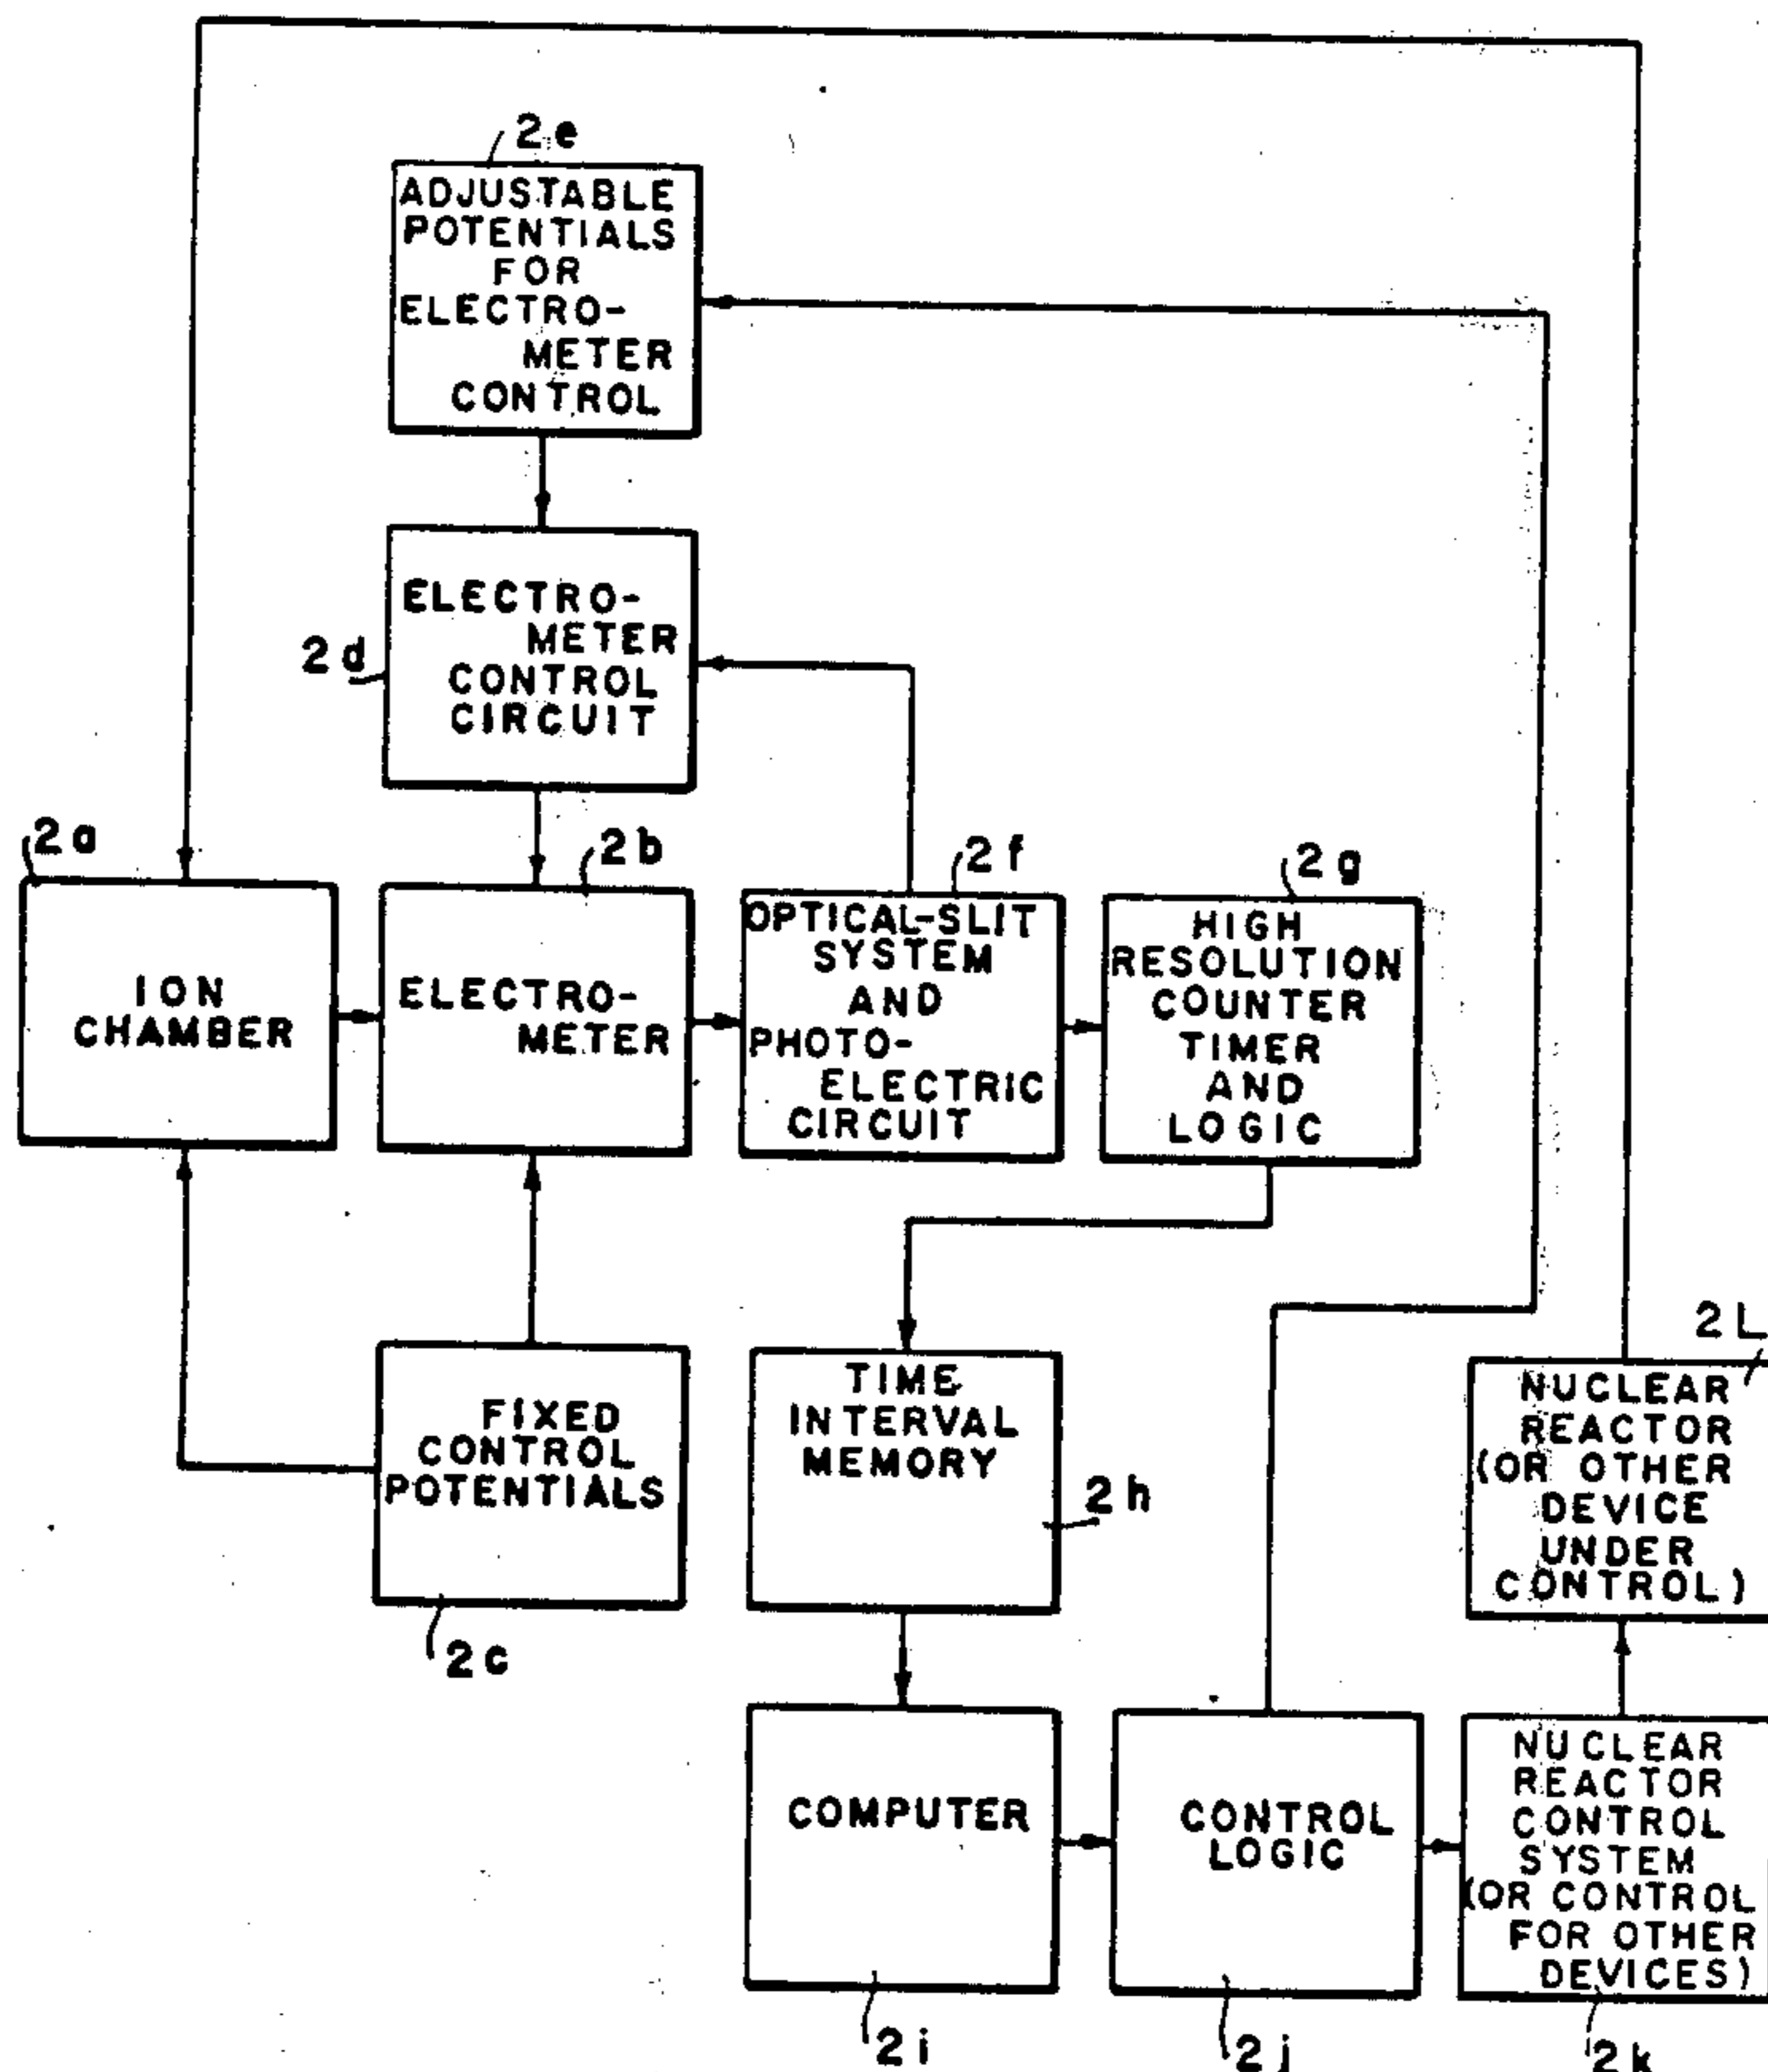 2e
ADJUSTABLE
POTENTIALS
FOR
ELECTRO-
METER
CONTROL
2d
ELECTRO-
METER
CONTROL
CIRCUIT
2a
ION
CHAMBER
2b
ELECTRO-
METER
2f
OPTICAL-SLIT
SYSTEM
AND
PHOTO-
ELECTRIC
CIRCUIT
2g
HIGH
RESOLUTION
COUNTER
TIMER
AND
LOGIC
FIXED
CONTROL
POTENTIALS
2c
TIME
INTERVAL
MEMORY
2h
2L
NUCLEAR
REACTOR
(OR OTHER
DEVICE
UNDER
CONTROL)
COMPUTER
2i
CONTROL
LOGIC
2j
NUCLEAR
REACTOR
CONTROL
SYSTEM
(OR CONTROL
FOR OTHER
DEVICES)
2k